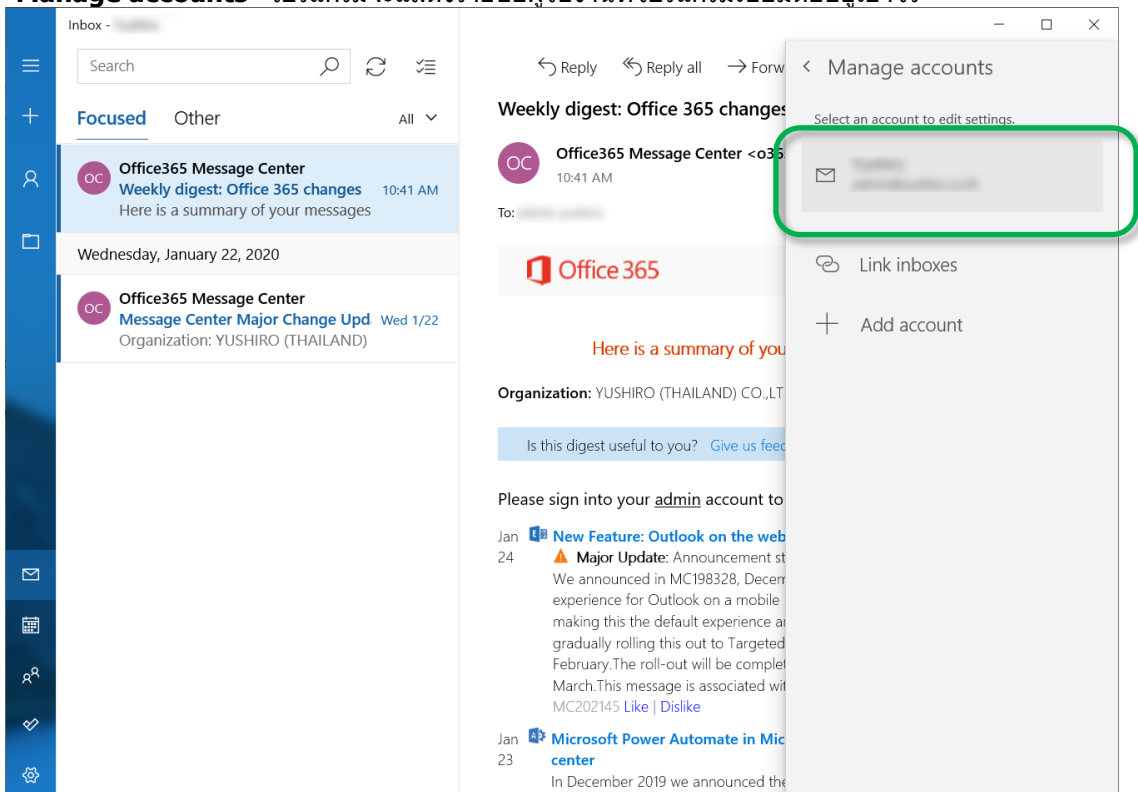 Manage accounts
Inbox -
Search
Focused Other All
Office365 Message Center
Weekly digest: Office 365 changes 10:41 AM
Here is a summary of your messages
Wednesday, January 22, 2020
Office365 Message Center
Message Center Major Change Upd Wed 1/22
Organization: YUSHIRO (THAILAND)
OC
OC
Reply Reply all Forw
Weekly digest: Office 365 changes
OC
Office365 Message Center <o36
10:41 AM
To:
Office 365
Here is a summary of you
Organization: YUSHIRO (THAILAND) CO.,LT
Is this digest useful to you? Give us feed
Please sign into your admin account to
Jan New Feature: Outlook on the web
24 Major Update: Announcement st
We announced in MC198328, Decem
experience for Outlook on a mobile
making this the default experience a
gradually rolling this out to Targeted
February.The roll-out will be complet
March.This message is associated wit
MC202145 Like | Dislike
Jan Microsoft Power Automate in Mic
23 center
In December 2019 we announced the
Manage accounts
Select an account to edit settings.
Link inboxes
Add account